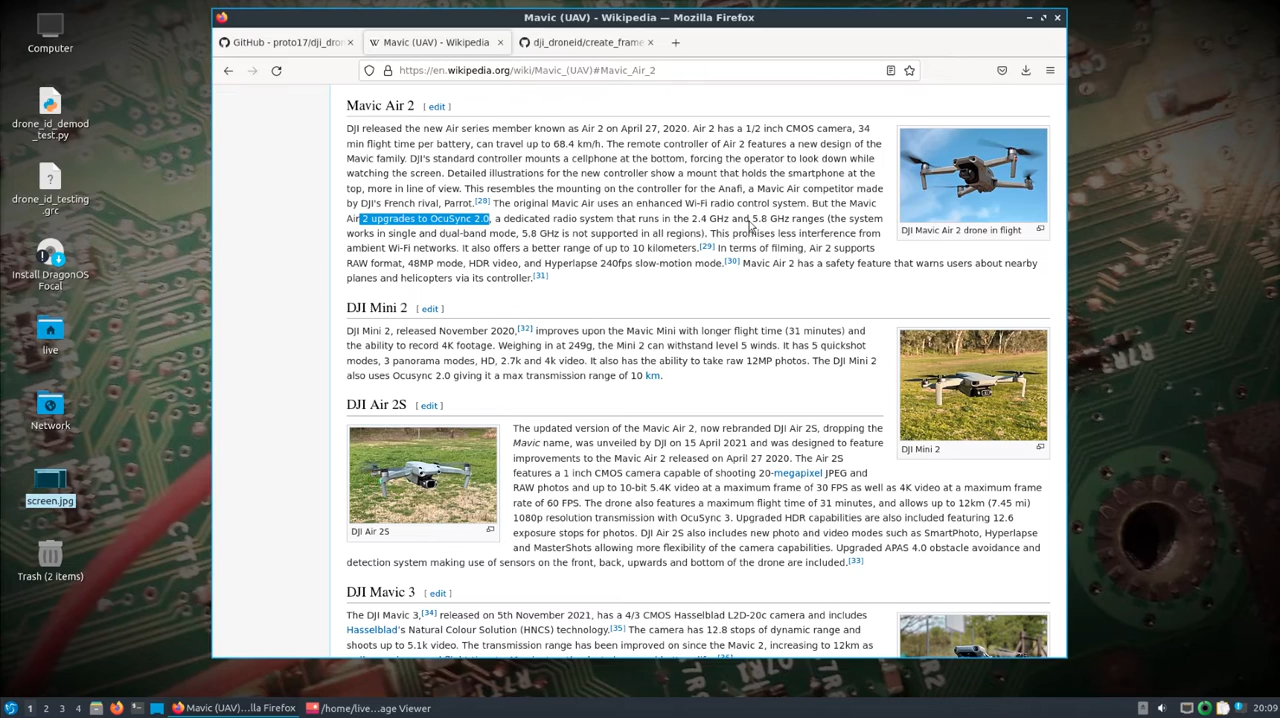 Mavic (UAV) - Wikipedia — Mozilla Firefox
GitHub - proto17/dji_dron
Mavic (UAV) - Wikipedia
dji_droneid/create_frame
https://en.wikipedia.org/wiki/Mavic_(UAV)#Mavic_Air_2
Computer
drone_id_demod_test.py
drone_id_testing.grc
Install DragonOS Focal
live
Network
screen.jpg
Trash (2 items)
Mavic Air 2 [ edit ]
DJI released the new Air series member known as Air 2 on April 27, 2020. Air 2 has a 1/2 inch CMOS camera, 34
min flight time per battery, can travel up to 68.4 km/h. The remote controller of Air 2 features a new design of the
Mavic family. DJI's standard controller mounts a cellphone at the bottom, forcing the operator to look down while
watching the screen. Detailed illustrations for the new controller show a mount that holds the smartphone at the
top, more in line of view. This resembles the mounting on the controller for the Anafi, a Mavic Air competitor made
by DJI's French rival, Parrot.[28] The original Mavic Air uses an enhanced Wi-Fi radio control system. But the Mavic
Air 2 upgrades to OcuSync 2.0, a dedicated radio system that runs in the 2.4 GHz and 5.8 GHz ranges (the system
works in single and dual-band mode, 5.8 GHz is not supported in all regions). This promises less interference from
ambient Wi-Fi networks. It also offers a better range of up to 10 kilometers.[29] In terms of filming, Air 2 supports
RAW format, 48MP mode, HDR video, and Hyperlapse 240fps slow-motion mode.[30] Mavic Air 2 has a safety feature that warns users about nearby
planes and helicopters via its controller.[31]
DJI Mavic Air 2 drone in flight
DJI Mini 2 [ edit ]
DJI Mini 2, released November 2020,[32] improves upon the Mavic Mini with longer flight time (31 minutes) and
the ability to record 4K footage. Weighing in at 249g, the Mini 2 can withstand level 5 winds. It has 5 quickshot
modes, 3 panorama modes, HD, 2.7k and 4k video. It also has the ability to take raw 12MP photos. The DJI Mini 2
also uses Ocusync 2.0 giving it a max transmission range of 10 km.
DJI Mini 2
DJI Air 2S [ edit ]
The updated version of the Mavic Air 2, now rebranded DJI Air 2S, dropping the
Mavic name, was unveiled by DJI on 15 April 2021 and was designed to feature
improvements to the Mavic Air 2 released on April 27 2020. The Air 2S
features a 1 inch CMOS camera capable of shooting 20-megapixel JPEG and
RAW photos and up to 10-bit 5.4K video at a maximum frame of 30 FPS as well as 4K video at a maximum frame
rate of 60 FPS. The drone also features a maximum flight time of 31 minutes, and allows up to 12km (7.45 mi)
1080p resolution transmission with OcuSync 3. Upgraded HDR capabilities are also included featuring 12.6
exposure stops for photos. DJI Air 2S also includes new photo and video modes such as SmartPhoto, Hyperlapse
and MasterShots allowing more flexibility of the camera capabilities. Upgraded APAS 4.0 obstacle avoidance and
detection system making use of sensors on the front, back, upwards and bottom of the drone are included.[33]
DJI Air 2S
DJI Mavic 3 [ edit ]
The DJI Mavic 3,[34] released on 5th November 2021, has a 4/3 CMOS Hasselblad L2D-20c camera and includes
Hasselblad's Natural Colour Solution (HNCS) technology.[35] The camera has 12.8 stops of dynamic range and
shoots up to 5.1k video. The transmission range has been improved on since the Mavic 2, increasing to 12km as
1 2 3 4
Mavic (UAV)...lla Firefox
/home/live...age Viewer
20:09